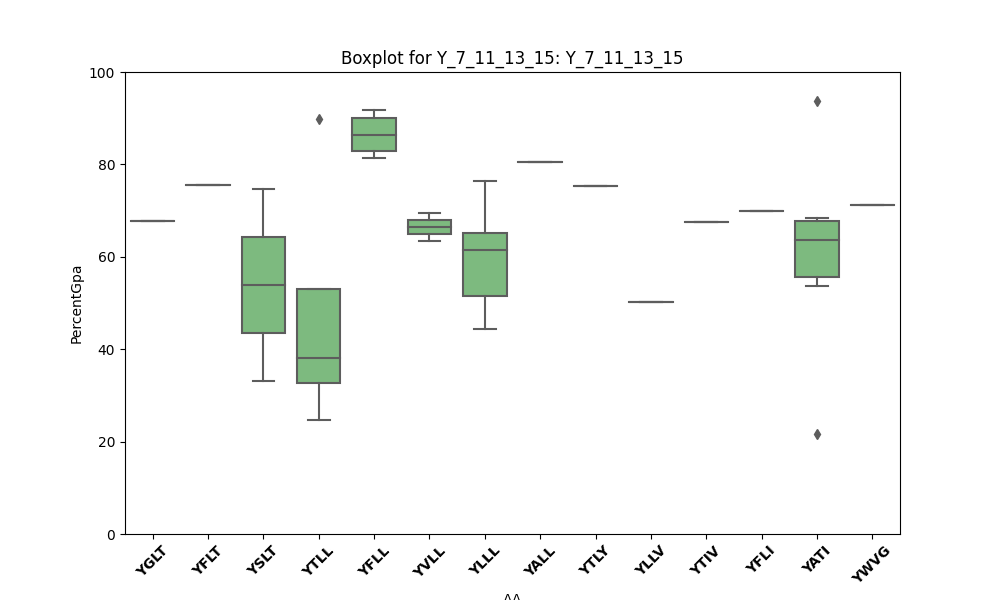 Boxplot for Y_7_11_13_15: Y_7_11_13_15
PercentGpa
100
80
60
40
20
0
YGLT
YFLT
YSLT
YTLL
YFLL
YVLL
YLLL
YALL
YTLY
YLLV
YTIV
YFLI
YATI
YWVG
AA